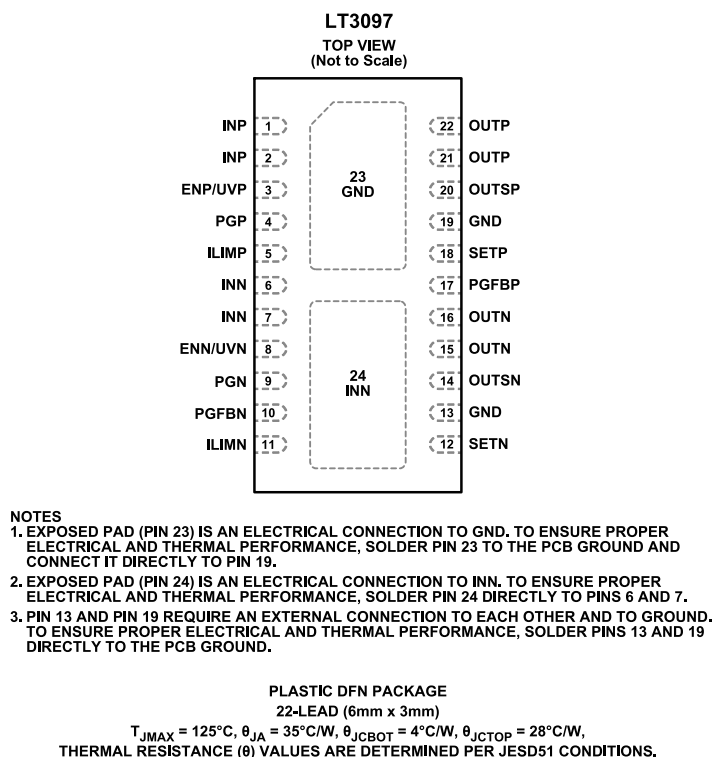 LT3097
TOP VIEW
(Not to Scale)
INP 1 22 OUTP
INP 2 21 OUTP
ENP/UVP 3 20 OUTSP
PGP 4 19 GND
ILIMP 5 18 SETP
23
GND
INN 6 17 PGFBP
INN 7 16 OUTN
ENN/UVN 8 15 OUTN
PGN 9 14 OUTSN
PGFBN 10 13 GND
ILIMN 11 12 SETN
24
INN
NOTES
1. EXPOSED PAD (PIN 23) IS AN ELECTRICAL CONNECTION TO GND. TO ENSURE PROPER
ELECTRICAL AND THERMAL PERFORMANCE, SOLDER PIN 23 TO THE PCB GROUND AND
CONNECT IT DIRECTLY TO PIN 19.
2. EXPOSED PAD (PIN 24) IS AN ELECTRICAL CONNECTION TO INN. TO ENSURE PROPER
ELECTRICAL AND THERMAL PERFORMANCE, SOLDER PIN 24 DIRECTLY TO PINS 6 AND 7.
3. PIN 13 AND PIN 19 REQUIRE AN EXTERNAL CONNECTION TO EACH OTHER AND TO GROUND.
TO ENSURE PROPER ELECTRICAL AND THERMAL PERFORMANCE, SOLDER PINS 13 AND 19
DIRECTLY TO THE PCB GROUND.
PLASTIC DFN PACKAGE
22-LEAD (6mm x 3mm)
TJMAX = 125°C, θJA = 35°C/W, θJCBOT = 4°C/W, θJCTOP = 28°C/W,
THERMAL RESISTANCE (θ) VALUES ARE DETERMINED PER JESD51 CONDITIONS.